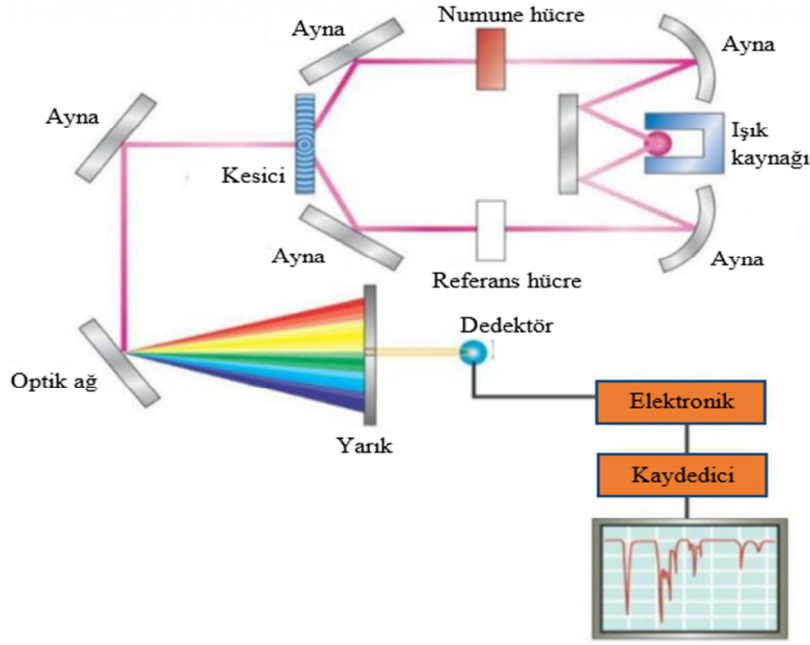 Numune hücre
Ayna
Ayna
Ayna
Işık
kaynağı
Kesici
Ayna
Referans hücre
Ayna
Dedektör
Optik ağ
Elektronik
Yarık
Kaydedici